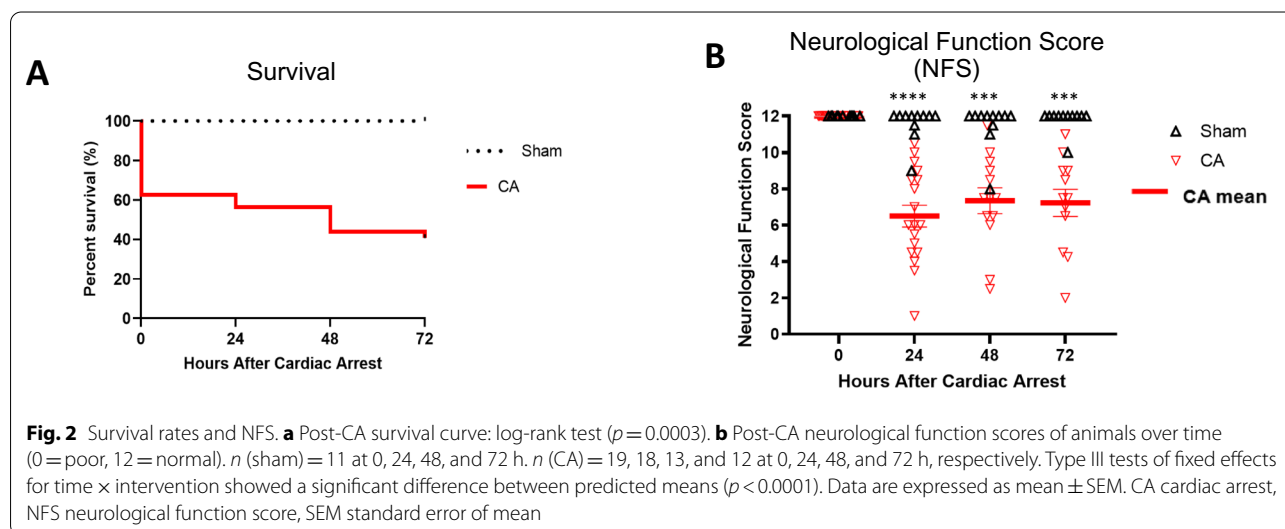 A
Survival
Percent survival (%)
100
80
60
40
20
0
0 24 48 72
Hours After Cardiac Arrest
Sham
CA
B
Neurological Function Score
(NFS)
**** *** ***
Neurological Function Score
12
10
8
6
4
2
0
0 24 48 72
Hours After Cardiac Arrest
Sham
CA
CA mean
Fig. 2 Survival rates and NFS. a Post-CA survival curve: log-rank test (p = 0.0003). b Post-CA neurological function scores of animals over time
(0 = poor, 12 = normal). n (sham) = 11 at 0, 24, 48, and 72 h. n (CA) = 19, 18, 13, and 12 at 0, 24, 48, and 72 h, respectively. Type III tests of fixed effects
for time × intervention showed a significant difference between predicted means (p < 0.0001). Data are expressed as mean ± SEM. CA cardiac arrest,
NFS neurological function score, SEM standard error of mean